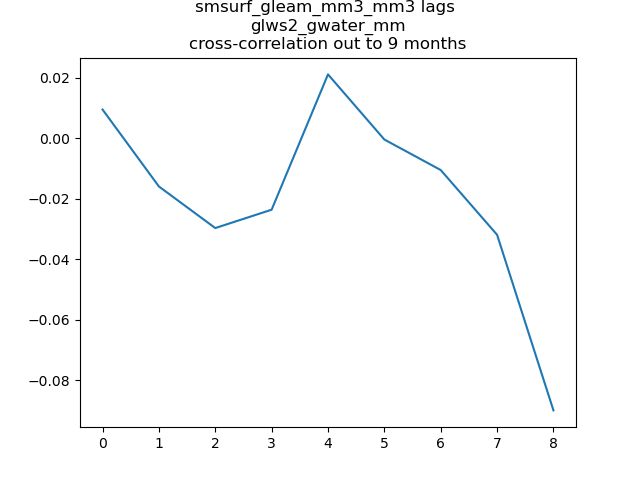 smsurf_gleam_mm3_mm3 lags
glws2_gwater_mm
cross-correlation out to 9 months
0.02
0.00
−0.02
−0.04
−0.06
−0.08
0 1 2 3 4 5 6 7 8